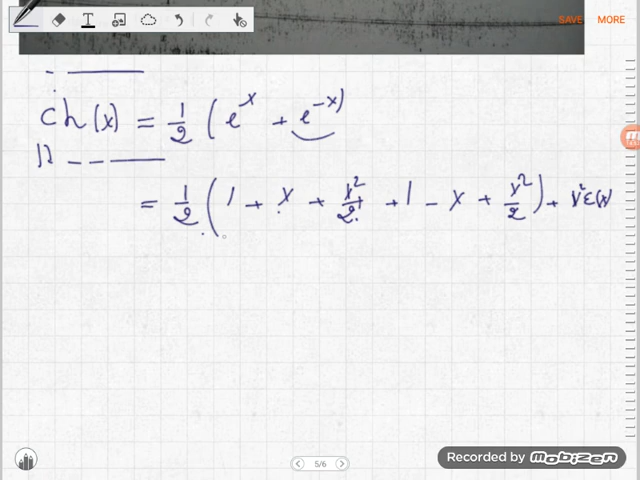 SAVE MORE
ch(x) = 1/2 (e^x + e^-x)
= 1/2 (1 + x + x²/2 + 1 - x + x²/2) + x²ε(x)
5/6
Recorded by mobizen